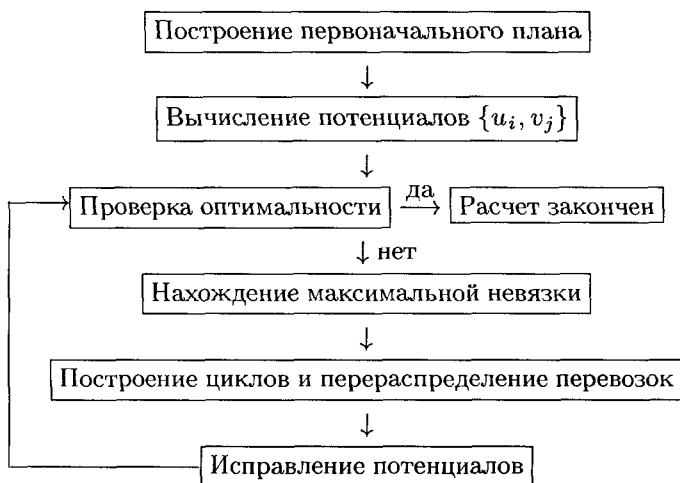 Построение первоначального плана
↓
Вычисление потенциалов {u_i, v_j}
↓
Проверка оптимальности да → Расчет закончен
↓ нет
Нахождение максимальной невязки
↓
Построение циклов и перераспределение перевозок
↓
Исправление потенциалов